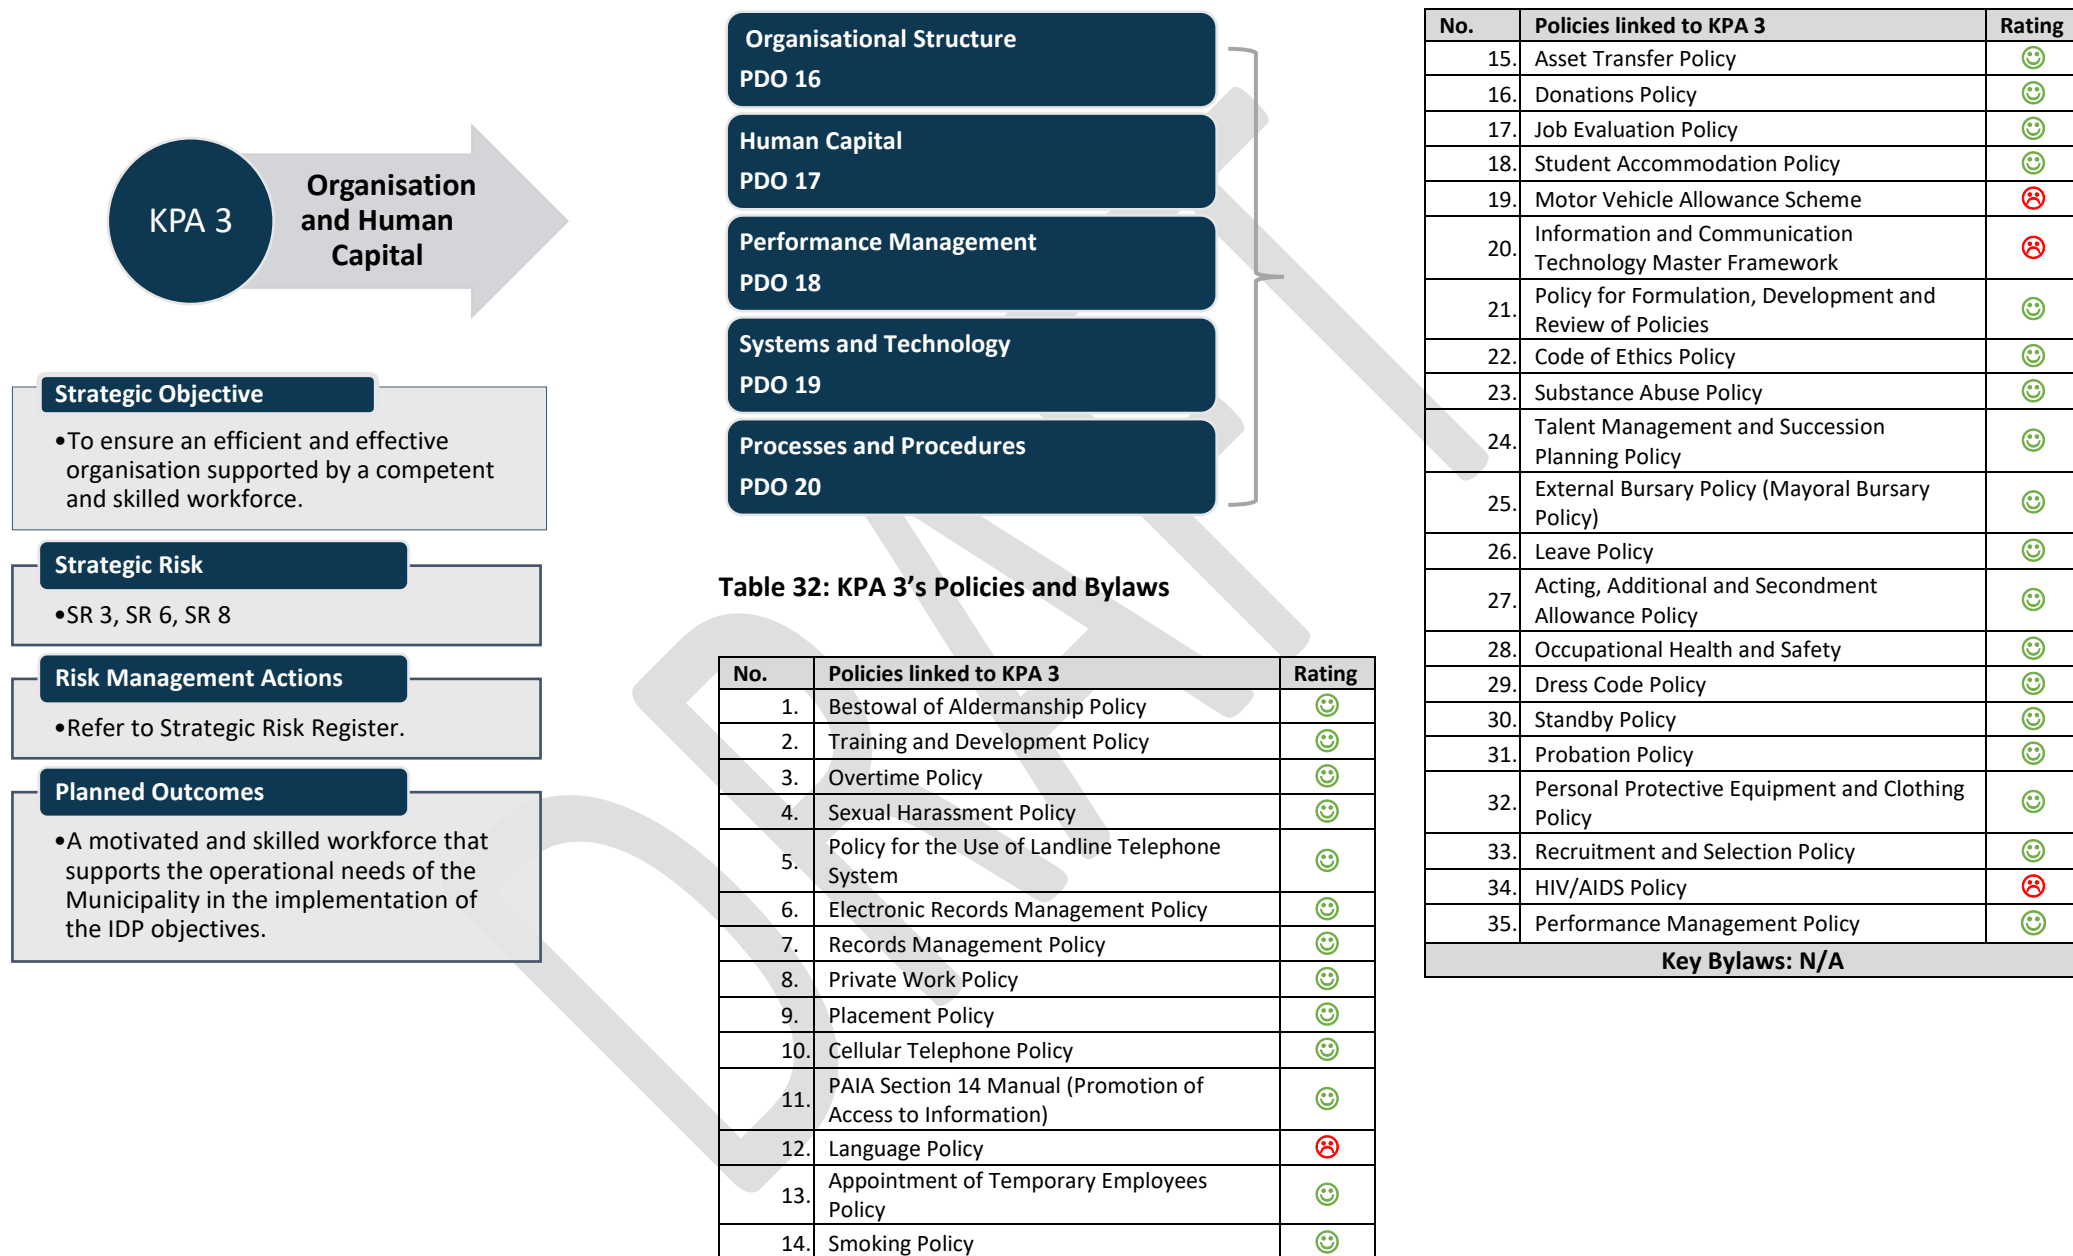 KPA 3
Organisation
and Human
Capital
Strategic Objective
•To ensure an efficient and effective
organisation supported by a competent
and skilled workforce.
Strategic Risk
•SR 3, SR 6, SR 8
Risk Management Actions
•Refer to Strategic Risk Register.
Planned Outcomes
•A motivated and skilled workforce that
supports the operational needs of the
Municipality in the implementation of
the IDP objectives.
Organisational Structure
PDO 16
Human Capital
PDO 17
Performance Management
PDO 18
Systems and Technology
PDO 19
Processes and Procedures
PDO 20
Table 32: KPA 3’s Policies and Bylaws
No. Policies linked to KPA 3 Rating
1. Bestowal of Aldermanship Policy ☺
2. Training and Development Policy ☺
3. Overtime Policy ☺
4. Sexual Harassment Policy ☺
5. Policy for the Use of Landline Telephone
System ☺
6. Electronic Records Management Policy ☺
7. Records Management Policy ☺
8. Private Work Policy ☺
9. Placement Policy ☺
10. Cellular Telephone Policy ☺
11. PAIA Section 14 Manual (Promotion of
Access to Information) ☺
12. Language Policy ☹
13. Appointment of Temporary Employees
Policy ☺
14. Smoking Policy ☺
No. Policies linked to KPA 3 Rating
15. Asset Transfer Policy ☺
16. Donations Policy ☺
17. Job Evaluation Policy ☺
18. Student Accommodation Policy ☺
19. Motor Vehicle Allowance Scheme ☹
20. Information and Communication
Technology Master Framework ☹
21. Policy for Formulation, Development and
Review of Policies ☺
22. Code of Ethics Policy ☺
23. Substance Abuse Policy ☺
24. Talent Management and Succession
Planning Policy ☺
25. External Bursary Policy (Mayoral Bursary
Policy) ☺
26. Leave Policy ☺
27. Acting, Additional and Secondment
Allowance Policy ☺
28. Occupational Health and Safety ☺
29. Dress Code Policy ☺
30. Standby Policy ☺
31. Probation Policy ☺
32. Personal Protective Equipment and Clothing
Policy ☺
33. Recruitment and Selection Policy ☺
34. HIV/AIDS Policy ☹
35. Performance Management Policy ☺
Key Bylaws: N/A
DRAFT